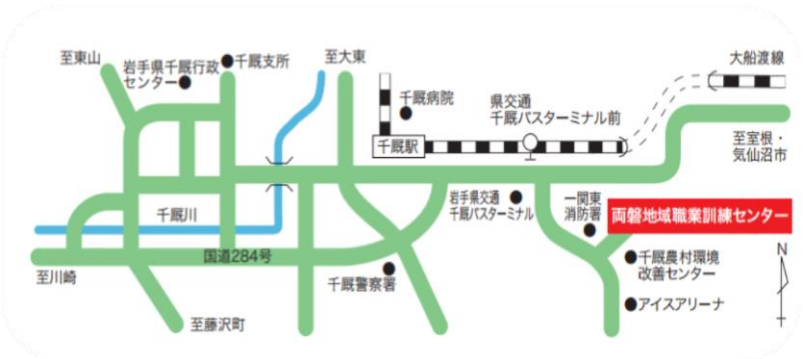 至東山
岩手県千厩行政
センター
千厩支所
至大東
大船渡線
千厩病院
県交通
千厩バスターミナル前
千厩駅
至室根・
気仙沼市
岩手県交通
千厩バスターミナル
一関東
消防署
両磐地域職業訓練センター
千厩川
国道284号
至川崎
千厩警察署
千厩農村環境
改善センター
アイスアリーナ
至藤沢町
N